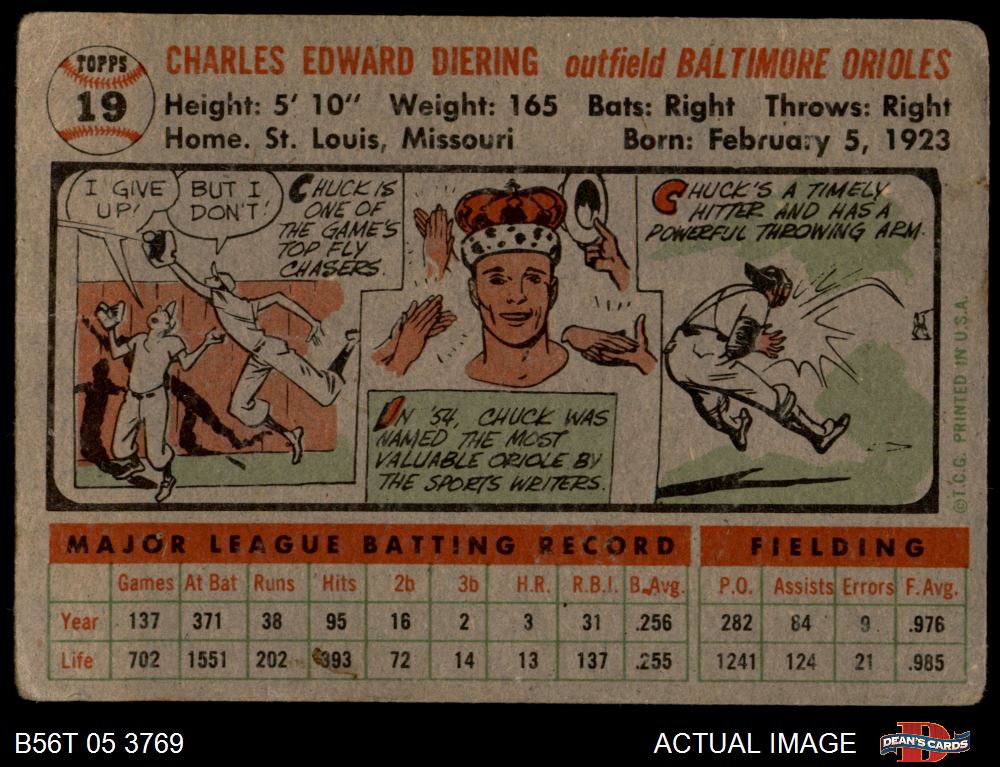 TOPPS
19
CHARLES EDWARD DIERING outfield BALTIMORE ORIOLES
Height: 5' 10" Weight: 165 Bats: Right Throws: Right
Home. St. Louis, Missouri Born: February 5, 1923
I GIVE
UP!
BUT I
DON'T!
CHUCK IS
ONE OF
THE GAME'S
TOP FLY
CHASERS.
IN '54, CHUCK WAS
NAMED THE MOST
VALUABLE ORIOLE BY
THE SPORTS WRITERS.
CHUCK'S A TIMELY
HITTER AND HAS A
POWERFUL THROWING ARM.
©T.C.G. PRINTED IN U.S.A.
MAJOR LEAGUE BATTING RECORD FIELDING
Games At Bat Runs Hits 2b 3b H.R. R.B.I. B.Avg. P.O. Assists Errors F. Avg.
Year 137 371 38 95 16 2 3 31 .256 282 84 9 .976
Life 702 1551 202 393 72 14 13 137 .255 1241 124 21 .985
B56T 05 3769 ACTUAL IMAGE
DEAN'S CARDS